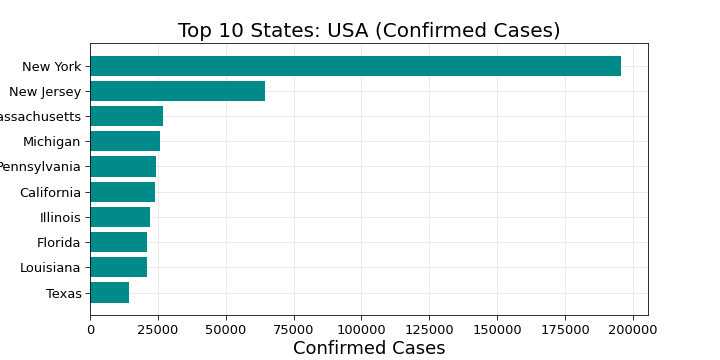 Top 10 States: USA (Confirmed Cases)
New York
New Jersey
assachusetts
Michigan
Pennsylvania
California
Illinois
Florida
Louisiana
Texas
0 25000 50000 75000 100000 125000 150000 175000 200000
Confirmed Cases